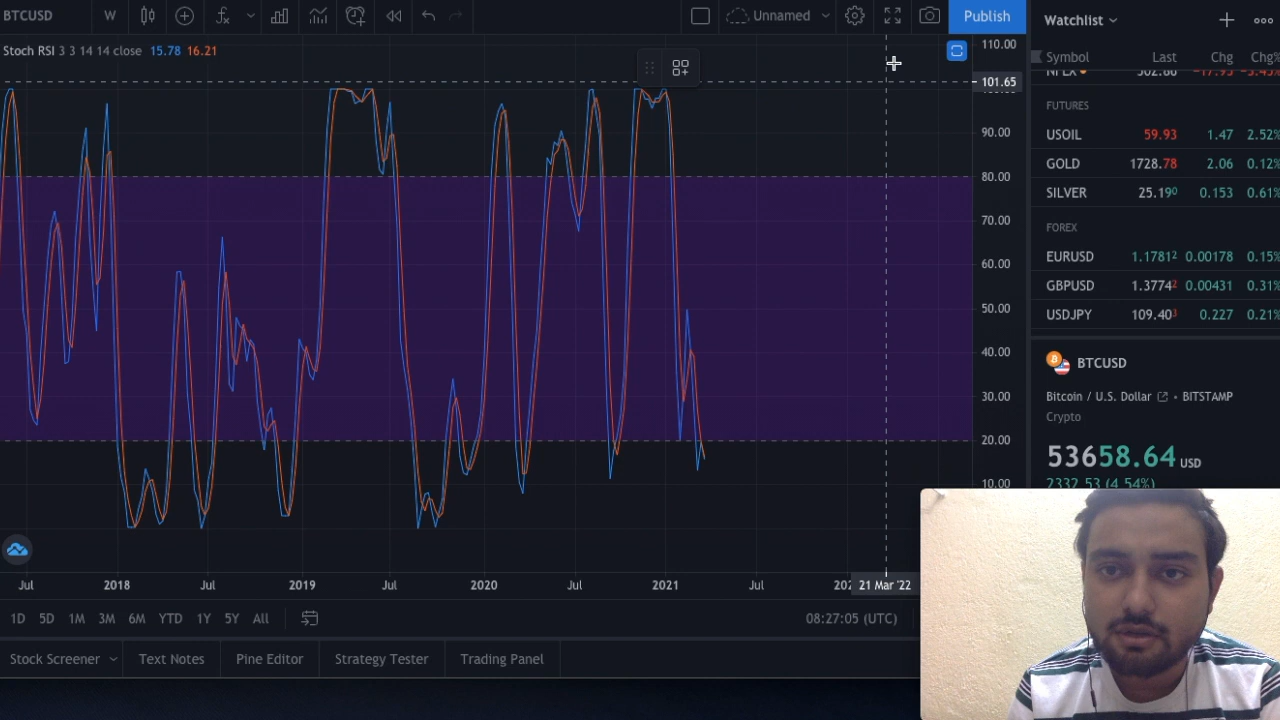 BTCUSD W Unnamed Publish Watchlist
Stoch RSI 3 3 14 14 close 15.78 16.21
Symbol Last Chg Chg%
110.00
101.65
90.00
80.00
70.00
60.00
50.00
40.00
30.00
20.00
10.00
FUTURES
USOIL 59.93 1.47 2.52%
GOLD 1728.78 2.06 0.12%
SILVER 25.190 0.153 0.61%
FOREX
EURUSD 1.17812 0.00178 0.15%
GBPUSD 1.37742 0.00431 0.31%
USDJPY 109.403 0.227 0.21%
BTCUSD
Bitcoin / U.S. Dollar • BITSTAMP
Crypto
53658.64 USD
2332.53 (4.54%)
Jul 2018 Jul 2019 Jul 2020 Jul 2021 Jul 21 Mar '22
1D 5D 1M 3M 6M YTD 1Y 5Y All 08:27:05 (UTC)
Stock Screener Text Notes Pine Editor Strategy Tester Trading Panel